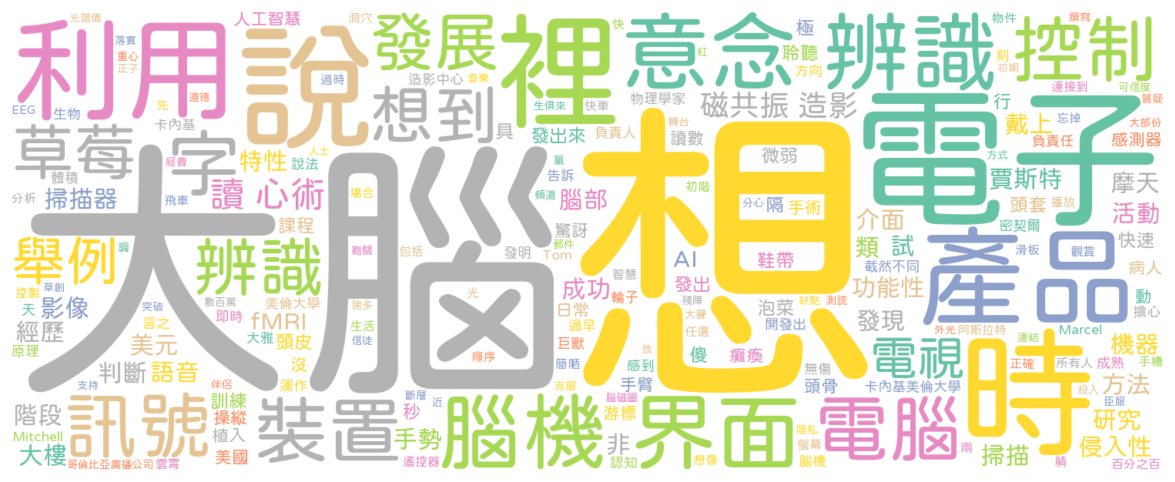 大腦
想
電子
說
時
利用
裡
產品
發展
意念
辨識
控制
腦機界面
電腦
訊號
裝置
草莓
字
想到
舉例
辨識
電視
讀心術
磁共振造影
人工智慧
光譜儀
落實
重心
正子
洞穴
過時
造影中心
音樂
快
紅
聆聽
極
方向
物件
撰寫
刻
初期
連接到
可信度
質疑
EEG
生物
先
道德
卡內基
生俱來
快車
物理學家
具
發出來
負責人
轉台
讀數
行
戴上
忘掉
負責任
大部份
感測器
體積
經費
人士
特性
說法
微弱
方式
賈斯特
摩天
分析
掃描器
飛車
場合
贏
告訴
頻道
腦部
初階
分心
隔
手術
頭套
播放
密契爾
活動
課程
驚訝
介面
調
難關
包括
發明
郵件
Tom
智慧
AI
鞋帶
類
試
截然不同
滑板
觀賞
快速
病人
控製
草創
天
影像
突破
數百萬
諸多
光
成功
發出
輪子
殘障
泡菜
缺點
測謊
功能性
動
擔心
經歷
言之
即時
美倫大學
fMRI
生活
信徒
日常
過早
大聲
任選
開發出
發現
外光
阿斯拉特
連結
Marcel
機器
原理
美元
大雅
頭皮
順序
巨獸
簡單
感到
放
傻
癱瘓
無傷
頭骨
正確
所有人
成熟
手機
判斷
語音
沒
運作
支持
伴侶
斷層
近
克服
手臂
腦磁圖
卡內基美倫大學
投入
方法
臣服
階段
訓練
操縱
秒
游標
隱私
研究
Mitchell
植入
手勢
非
螢幕
侵入性
大樓
美國
哥倫比亞廣播公司
雲霄
遙控器
認知
想像
腦機
兩
掃描
躺
百分之百